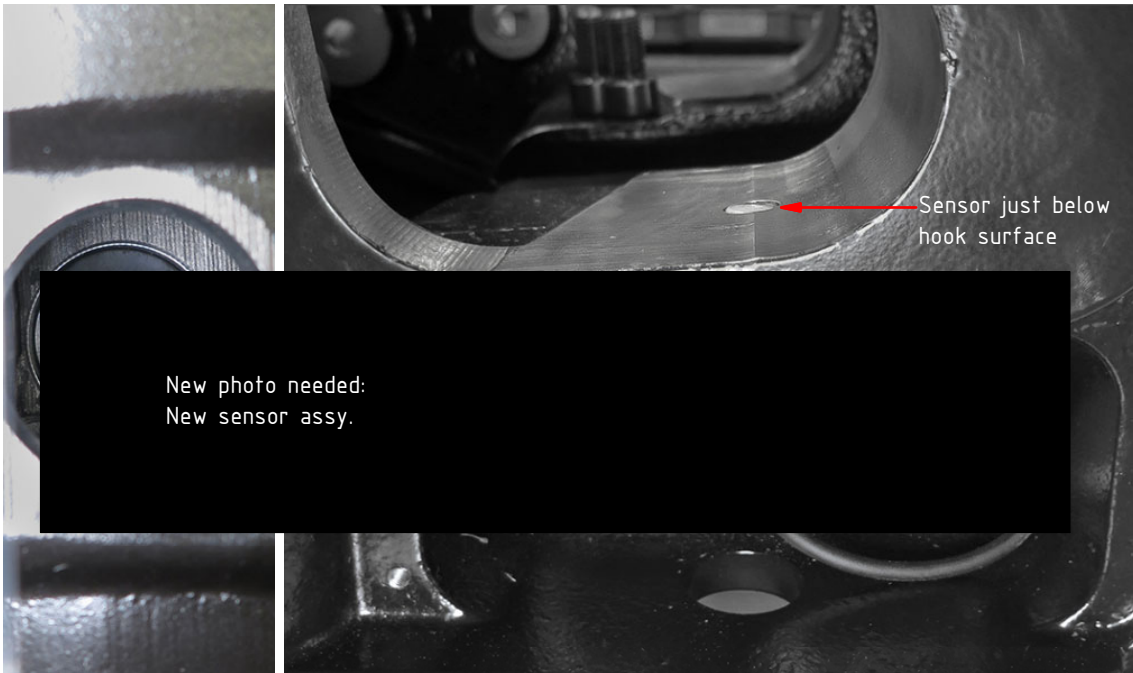 Sensor just below
hook surface
New photo needed:
New sensor assy.